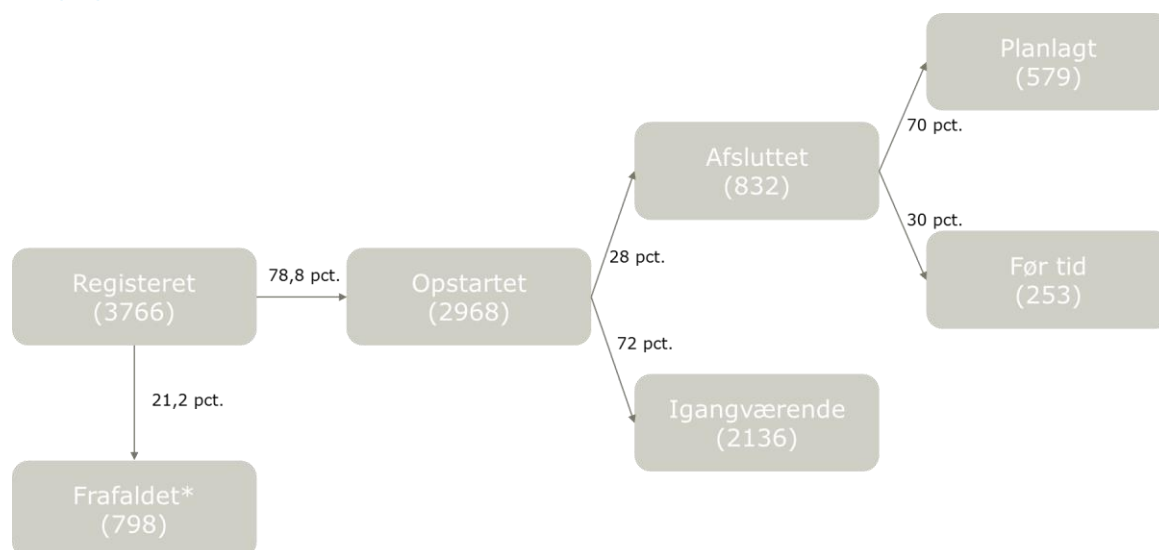 Planlagt
(579)
70 pct.
Afsluttet
(832)
30 pct.
Før tid
(253)
28 pct.
Registeret
(3766)
78,8 pct.
Opstartet
(2968)
72 pct.
Igangværende
(2136)
21,2 pct.
Frafaldet*
(798)